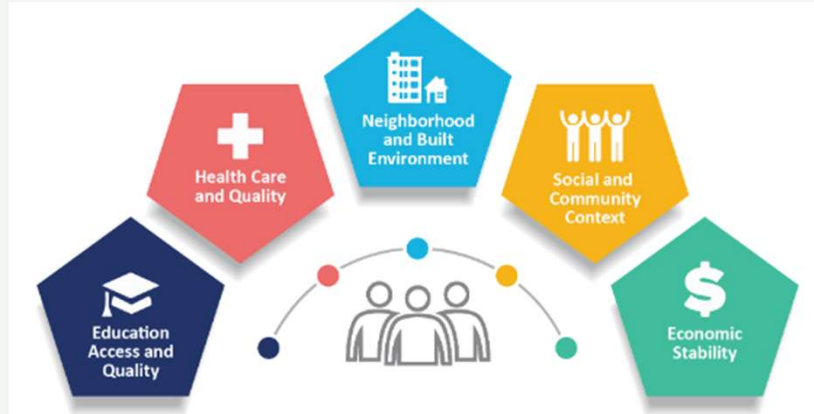 Education
Access and
Quality
Health Care
and Quality
Neighborhood
and Built
Environment
Social and
Community
Context
$
Economic
Stability